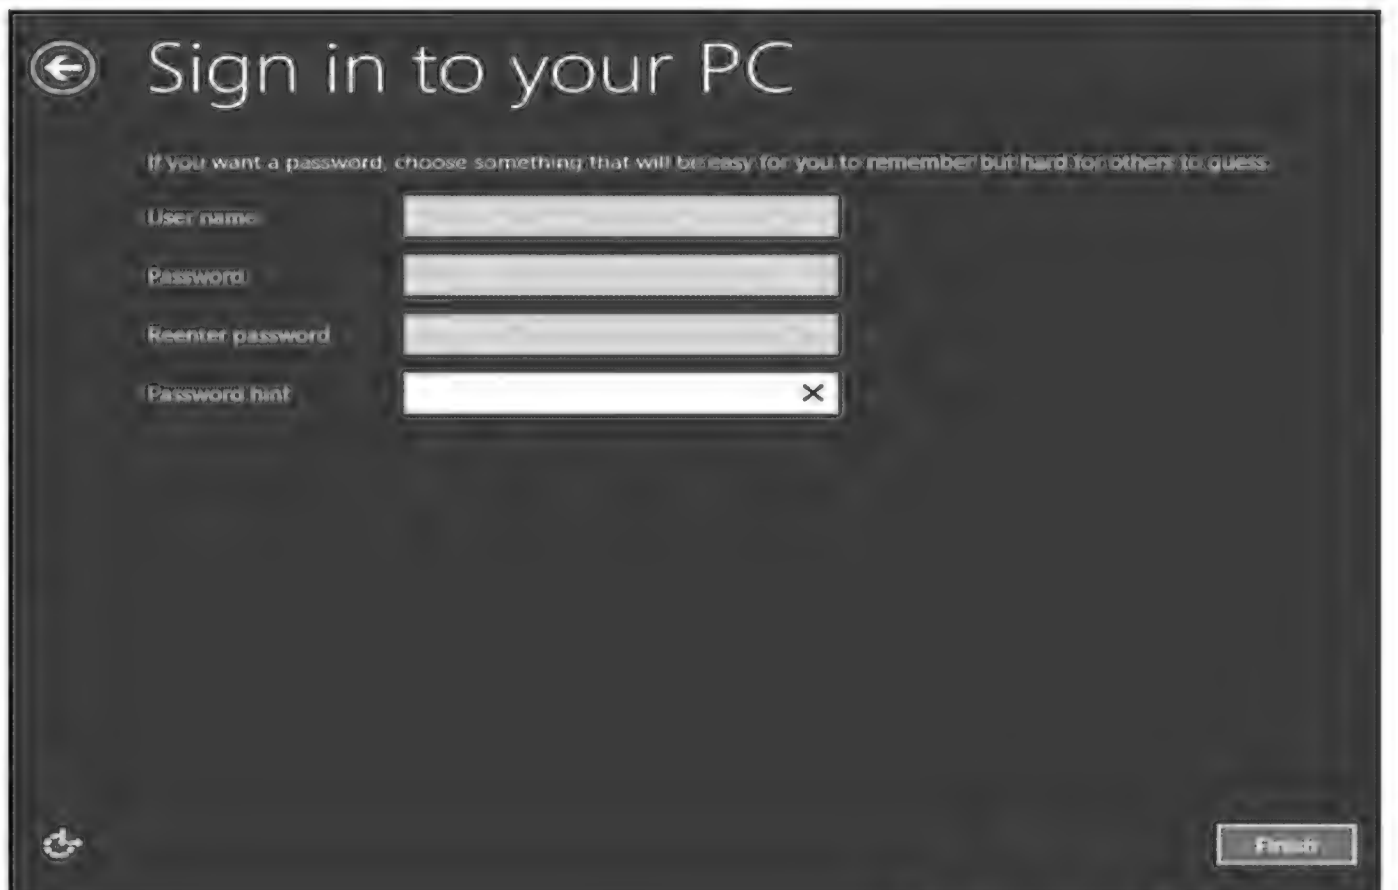 Sign in to your PC
If you want a password, choose something that will be easy for you to remember but hard for others to guess.
User name
Password
Reenter password
Password hint
Finish